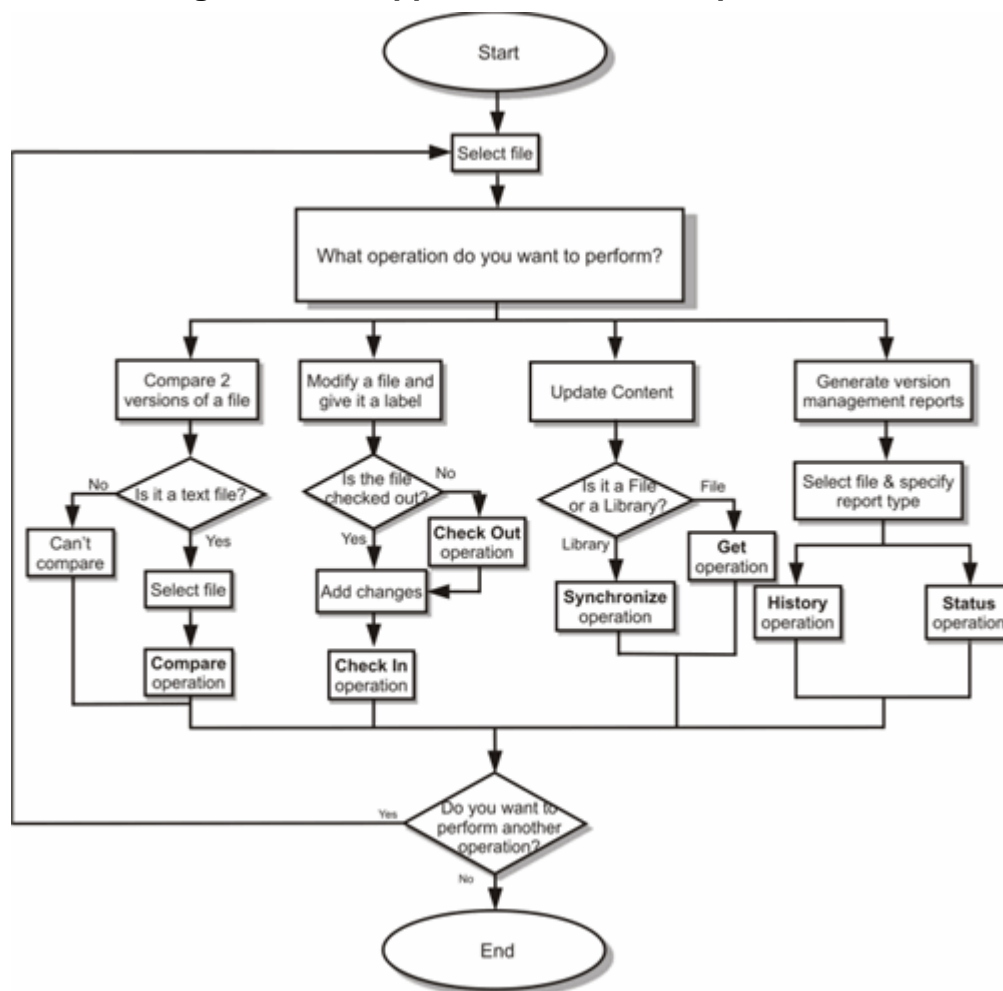 Start
Select file
What operation do you want to perform?
Compare 2
versions of a file
Modify a file and
give it a label
Update Content
Generate version
management reports
No
Is it a text file?
Yes
Is the file
checked out?
No
Yes
Is it a File
or a Library?
File
Library
Select file & specify
report type
Can't
compare
Select file
Compare
operation
Check Out
operation
Add changes
Check In
operation
Get
operation
Synchronize
operation
History
operation
Status
operation
Yes
Do you want to
perform another
operation?
No
End